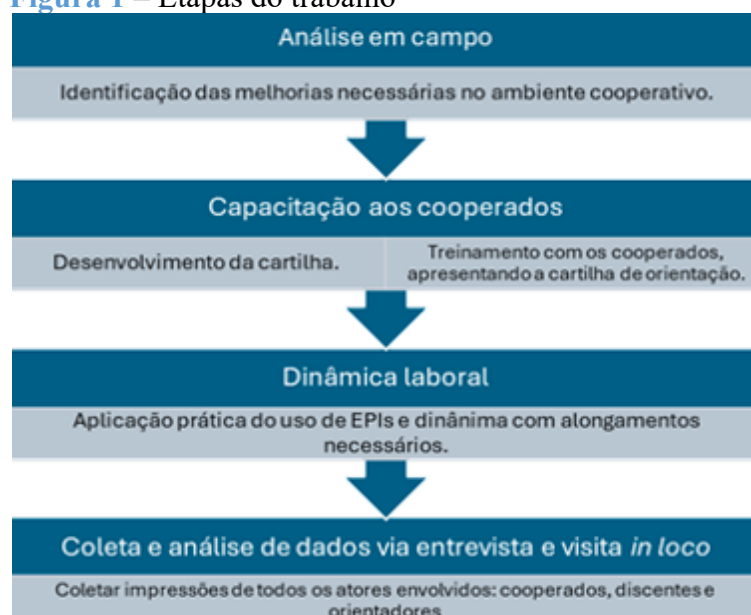 Figura 1 – Etapas do trabalho
Análise em campo
Identificação das melhorias necessárias no ambiente cooperativo.
Capacitação aos cooperados
Desenvolvimento da cartilha.
Treinamento com os cooperados,
apresentando a cartilha de orientação.
Dinâmica laboral
Aplicação prática do uso de EPIs e dinânima com alongamentos
necessários.
Coleta e análise de dados via entrevista e visita in loco
Coletar impressões de todos os atores envolvidos: cooperados, discentes e
orientadores